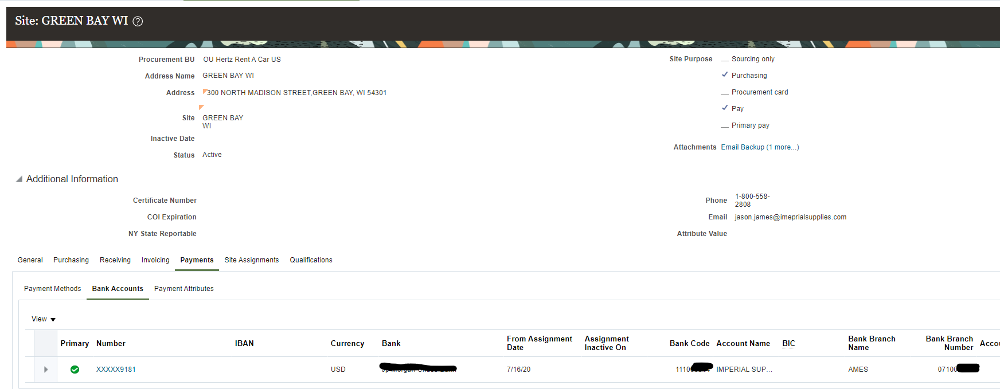 Site: GREEN BAY WI
Procurement BU OU Hertz Rent A Car US
Address Name GREEN BAY WI
Address 300 NORTH MADISON STREET,GREEN BAY, WI 54301
Site GREEN BAY
WI
Inactive Date
Status Active
Site Purpose Sourcing only
Purchasing
Procurement card
Pay
Primary pay
Attachments Email Backup (1 more...)
Additional Information
Certificate Number
COI Expiration
NY State Reportable
Phone 1-800-558-
2808
Email jason.james@imeprialsupplies.com
Attribute Value
General Purchasing Receiving Invoicing Payments Site Assignments Qualifications
Payment Methods Bank Accounts Payment Attributes
View
Primary Number IBAN Currency Bank From Assignment Date Assignment Inactive On Bank Code Account Name BIC Bank Branch Name Bank Branch Number Accou
XXXXX9181 USD 7/16/20 IMPERIAL SUP... AMES